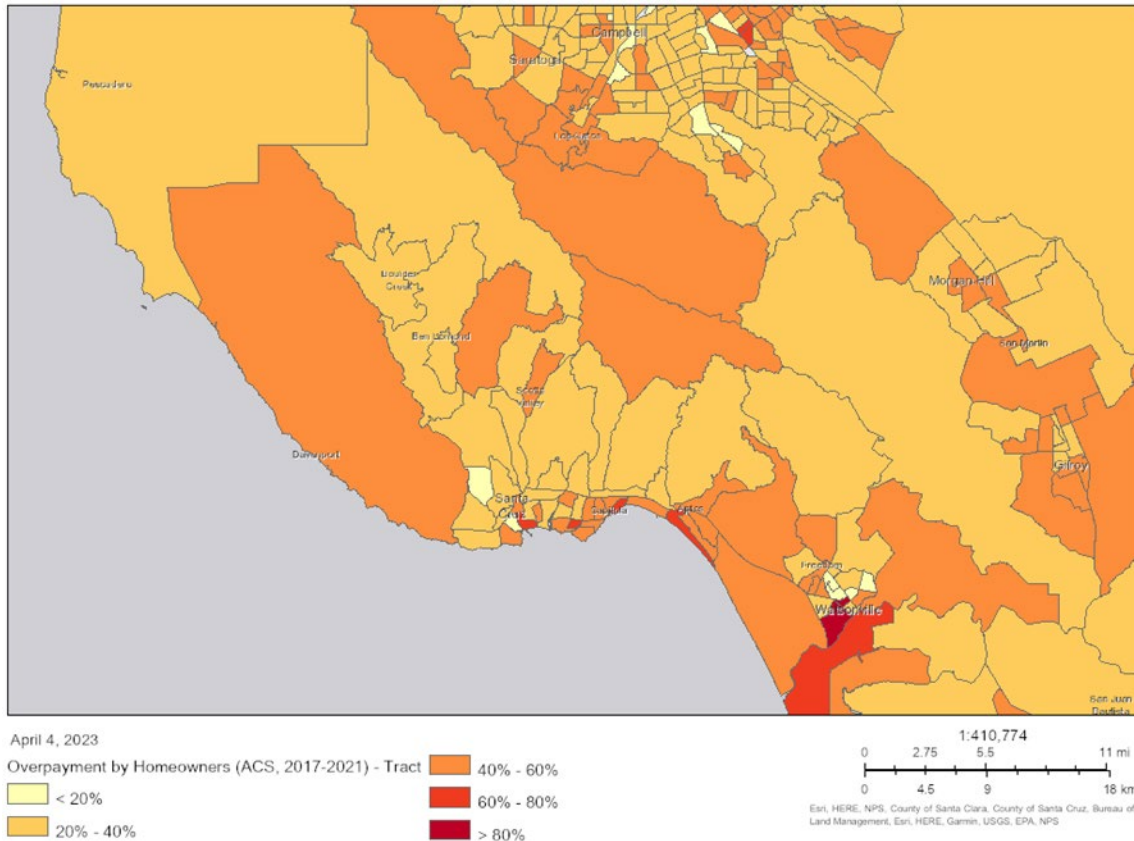 Campbell
Saratoga
Pescadero
Los Gatos
Boulder
Creek
Morgan Hill
Ben Lomond
San Martin
Scotts
Valley
Davenport
Gilroy
Santa
Cruz
Capitola
Aptos
Freedom
Watsonville
San Juan
Bautista
April 4, 2023
Overpayment by Homeowners (ACS, 2017-2021) - Tract
< 20%
20% - 40%
40% - 60%
60% - 80%
> 80%
1:410,774
0 2.75 5.5 11 mi
0 4.5 9 18 km
Esri, HERE, NPS, County of Santa Clara, County of Santa Cruz, Bureau of
Land Management, Esri, HERE, Garmin, USGS, EPA, NPS